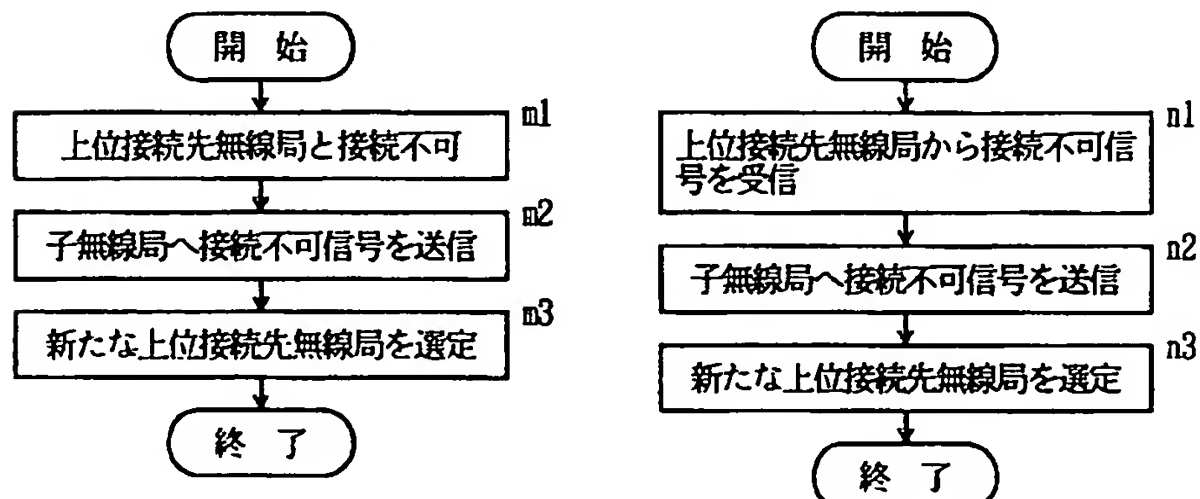 開 始
m1
上位接続先無線局と接続不可
m2
子無線局へ接続不可信号を送信
m3
新たな上位接続先無線局を選定
終 了
開 始
n1
上位接続先無線局から接続不可信
号を受信
n2
子無線局へ接続不可信号を送信
n3
新たな上位接続先無線局を選定
終 了